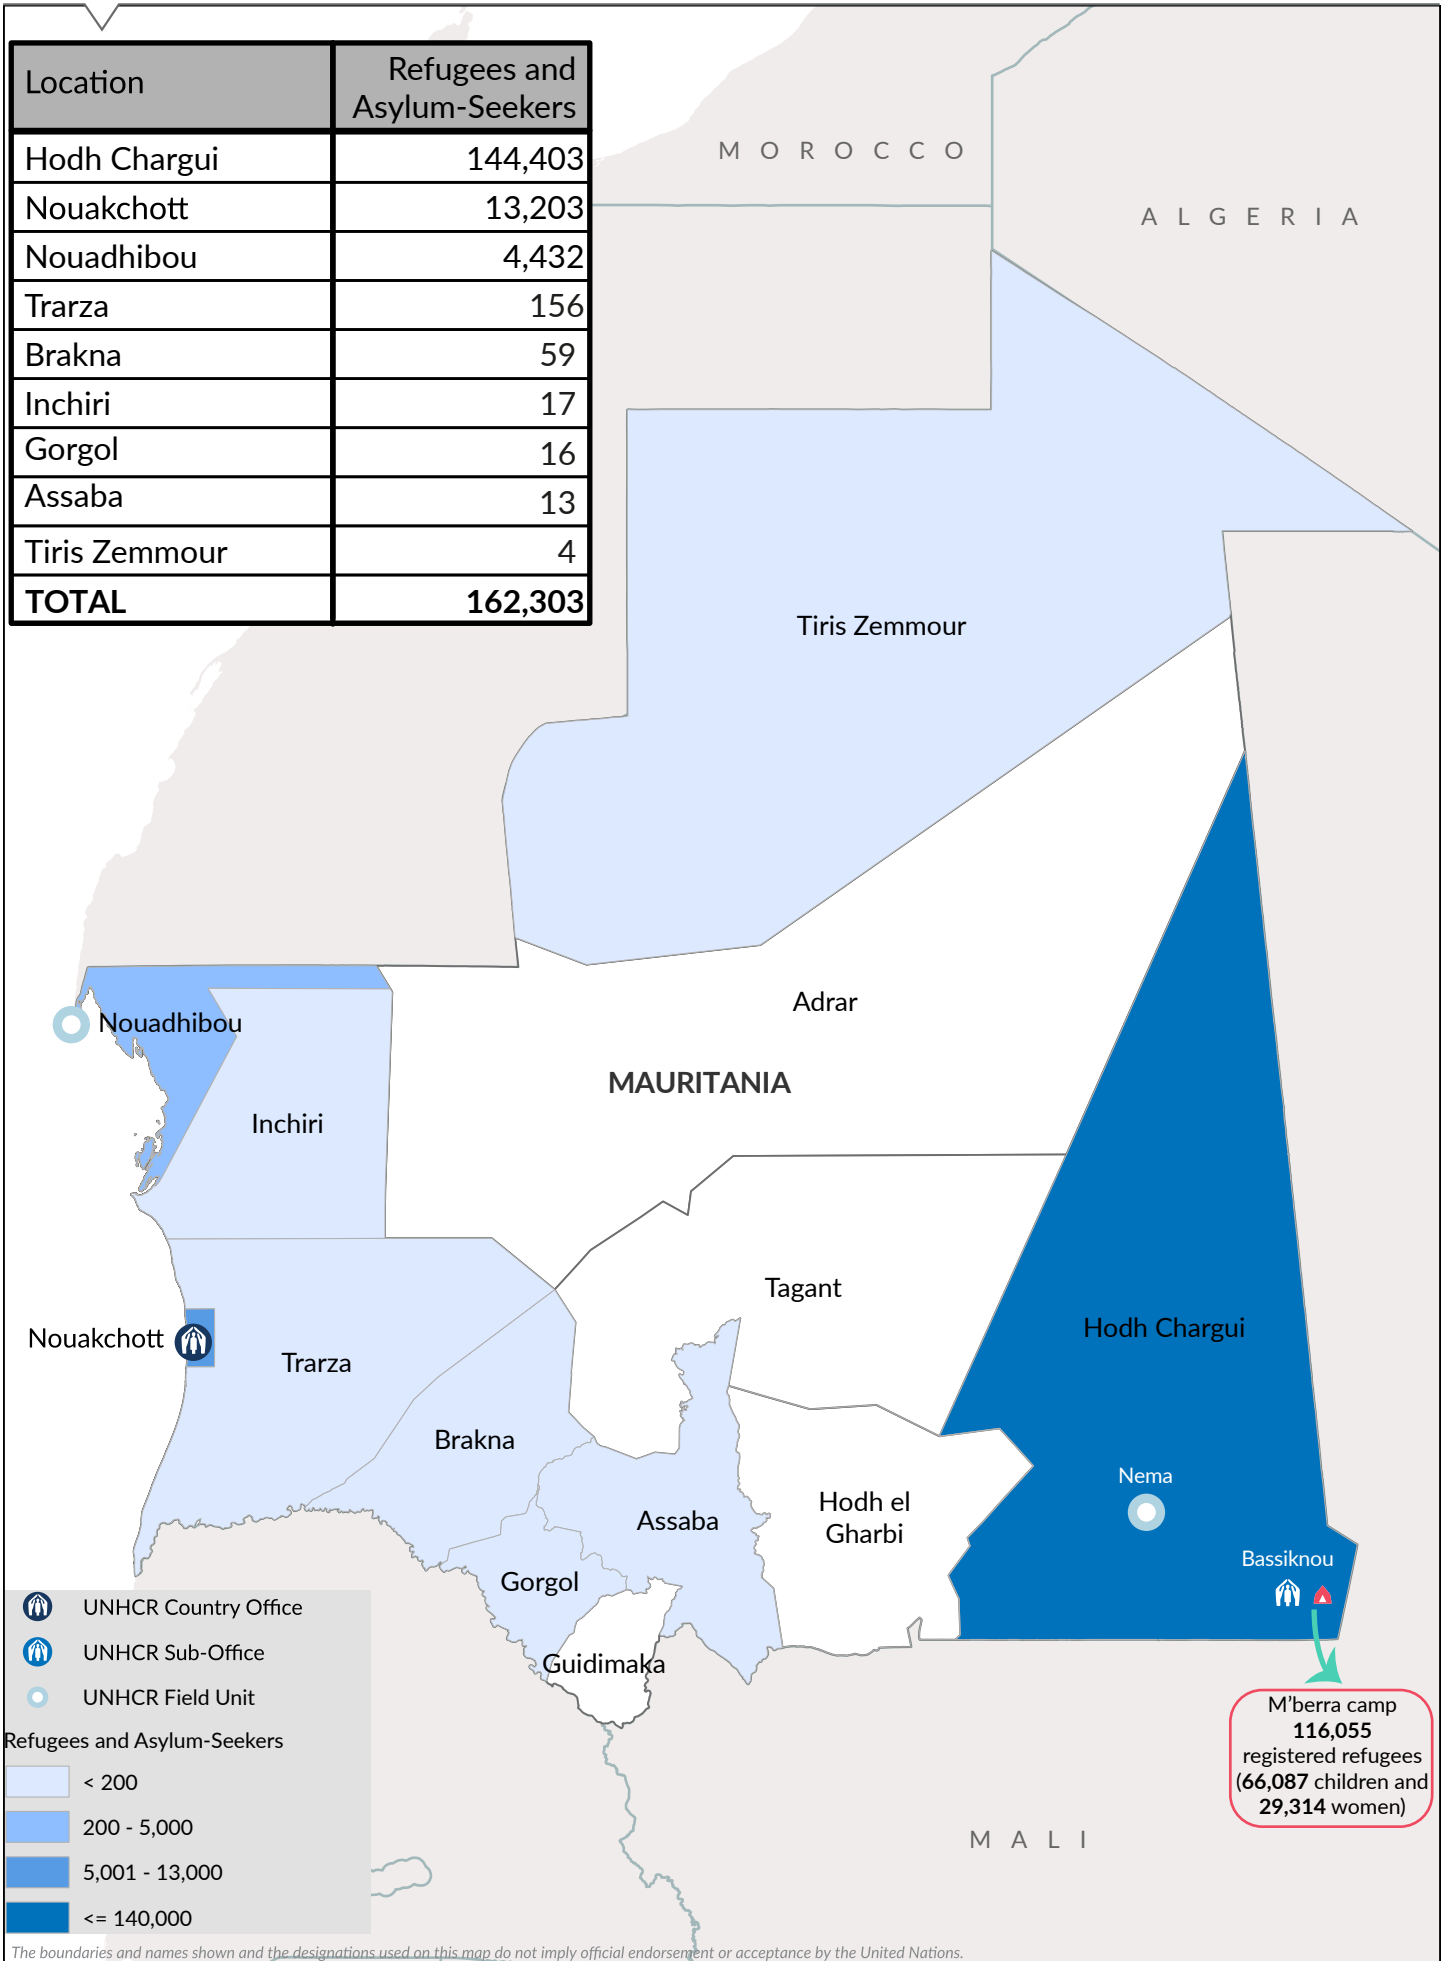 Location
Refugees and
Asylum-Seekers
Hodh Chargui 144,403
Nouakchott 13,203
Nouadhibou 4,432
Trarza 156
Brakna 59
Inchiri 17
Gorgol 16
Assaba 13
Tiris Zemmour 4
TOTAL 162,303
MOROCCO
ALGERIA
Tiris Zemmour
Adrar
Nouadhibou
MAURITANIA
Inchiri
Tagant
Hodh Chargui
Nouakchott
Trarza
Brakna
Nema
Hodh el
Gharbi
Assaba
Bassiknou
Gorgol
Guidimaka
M'berra camp
116,055
registered refugees
(66,087 children and
29,314 women)
MALI
UNHCR Country Office
UNHCR Sub-Office
UNHCR Field Unit
Refugees and Asylum-Seekers
< 200
200 - 5,000
5,001 - 13,000
<= 140,000
The boundaries and names shown and the designations used on this map do not imply official endorsement or acceptance by the United Nations.